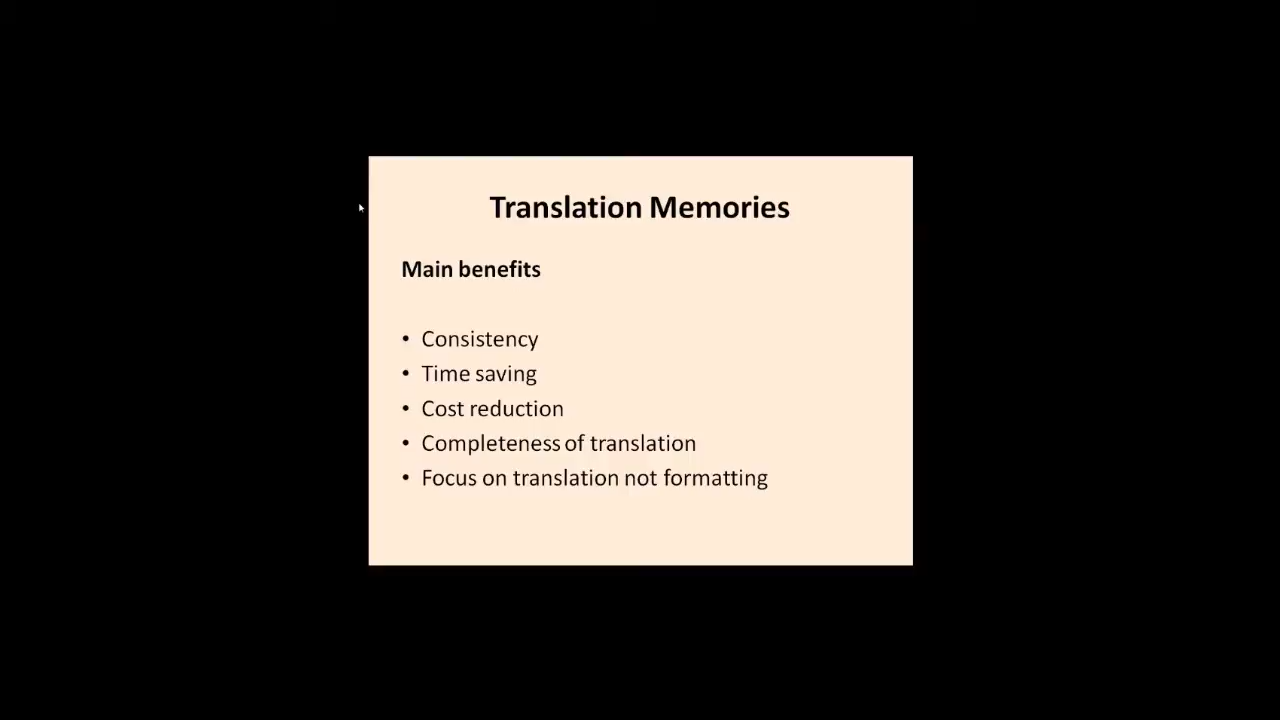 Translation Memories
Main benefits
• Consistency
• Time saving
• Cost reduction
• Completeness of translation
• Focus on translation not formatting